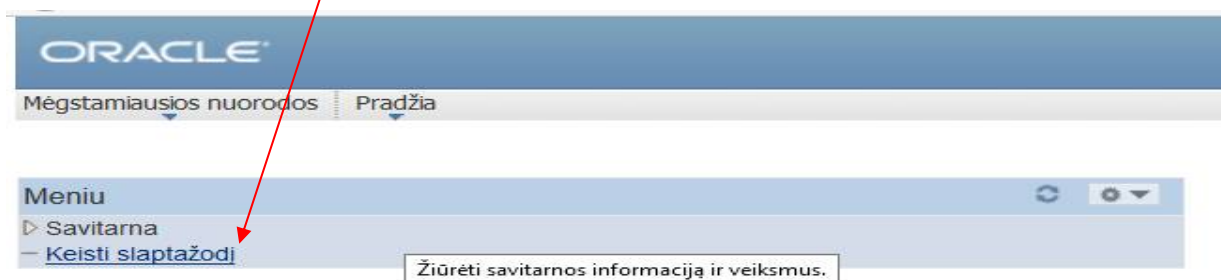 ORACLE
Mėgstamiausios nuorodos Pradžia
Meniu
Savitarna
Keisti slaptažodį
Žiūrėti savitarnos informaciją ir veiksmus.